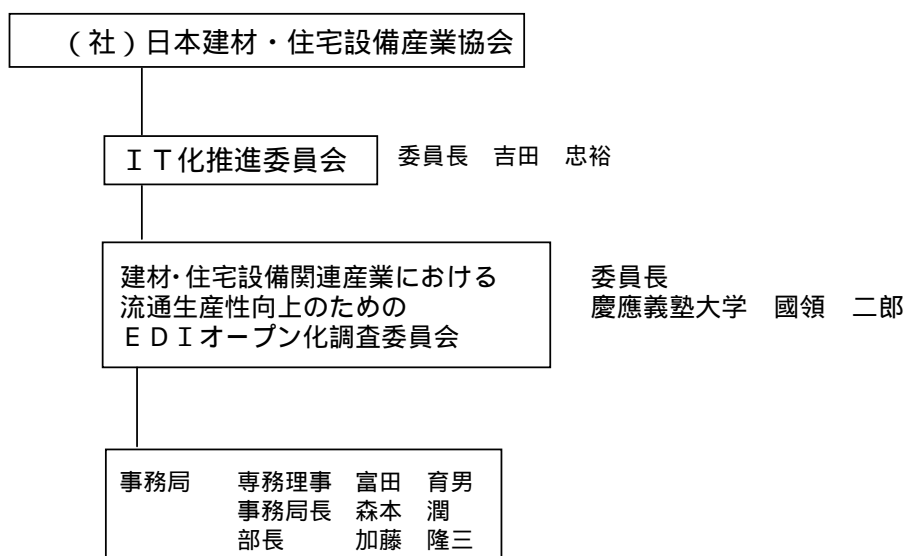 （社）日本建材・住宅設備産業協会
ＩＴ化推進委員会　委員長　吉田　忠裕
建材・住宅設備関連産業における
流通生産性向上のための
ＥＤＩオープン化調査委員会
委員長
慶應義塾大学　國領　二郎
事務局　専務理事　富田　育男
事務局長　森本　潤
部長　加藤　隆三